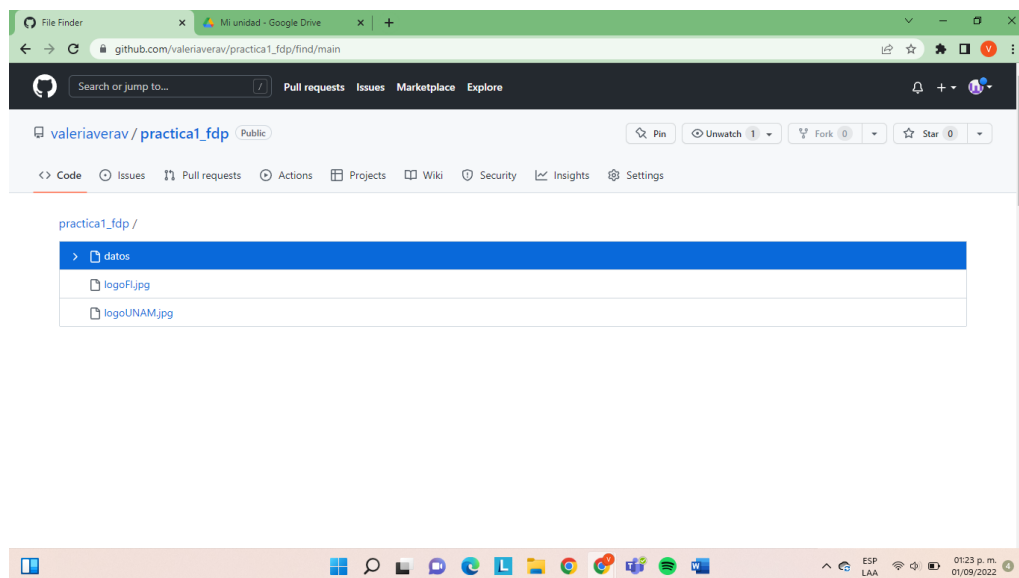 File Finder
Mi unidad - Google Drive
github.com/valeriaverav/practica1_fdp/find/main
V
Search or jump to...
/
Pull requests Issues Marketplace Explore
valeriaverav / practica1_fdp Public
Pin
Unwatch 1
Fork 0
Star 0
<> Code Issues Pull requests Actions Projects Wiki Security Insights Settings
practica1_fdp /
datos
logoFI.jpg
logoUNAM.jpg
ESP
LAA
01:23 p. m.
01/09/2022
4